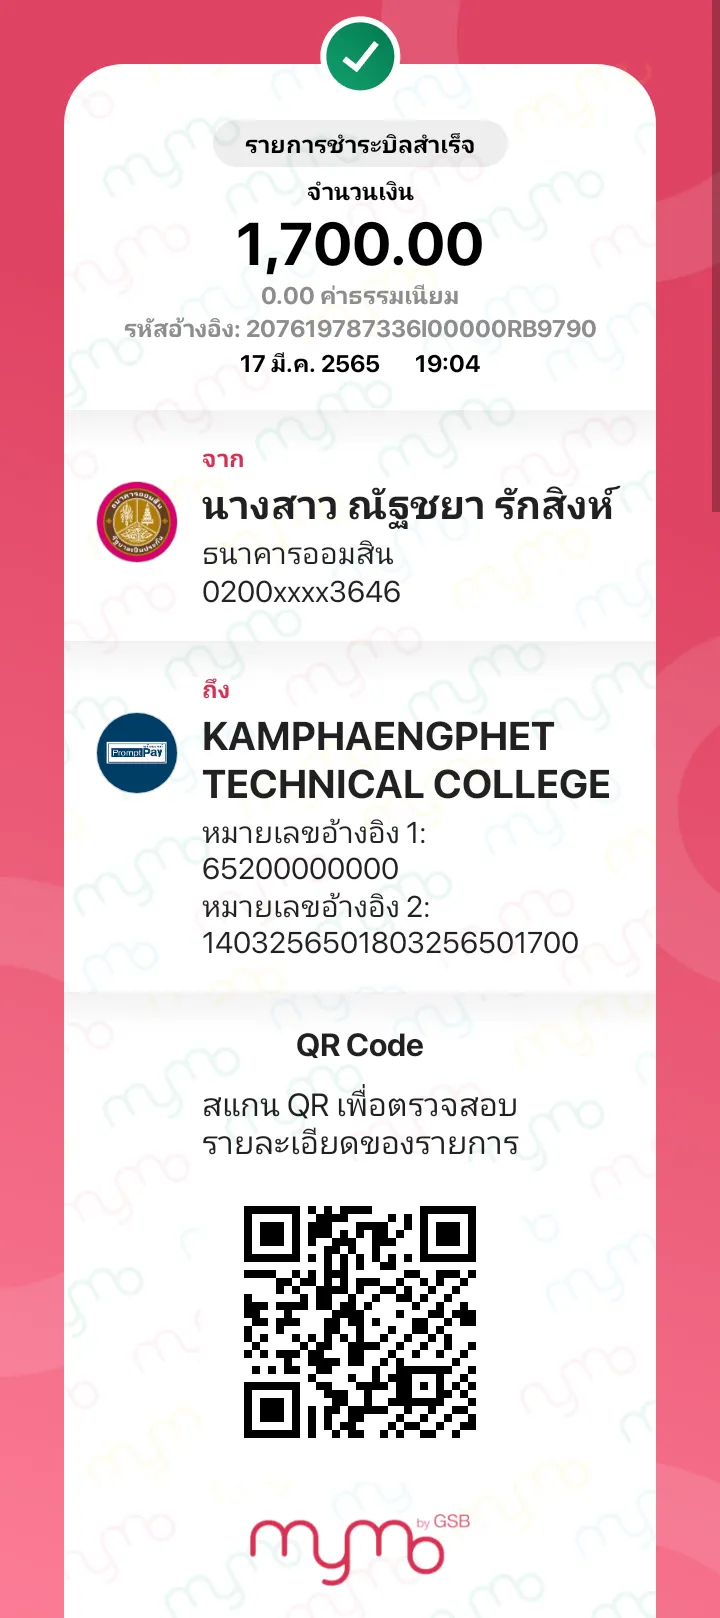 รายการชำระบิลสำเร็จ
จำนวนเงิน
1,700.00
0.00 ค่าธรรมเนียม
รหัสอ้างอิง: 207619787336I00000RB9790
17 มี.ค. 2565 19:04
จาก
นางสาว ณัฐชยา รักสิงห์
ธนาคารออมสิน
0200xxxx3646
ถึง
PromptPay
KAMPHAENGPHET
TECHNICAL COLLEGE
หมายเลขอ้างอิง 1:
65200000000
หมายเลขอ้างอิง 2:
1403256501803256501700
QR Code
สแกน QR เพื่อตรวจสอบ
รายละเอียดของรายการ
mymo by GSB